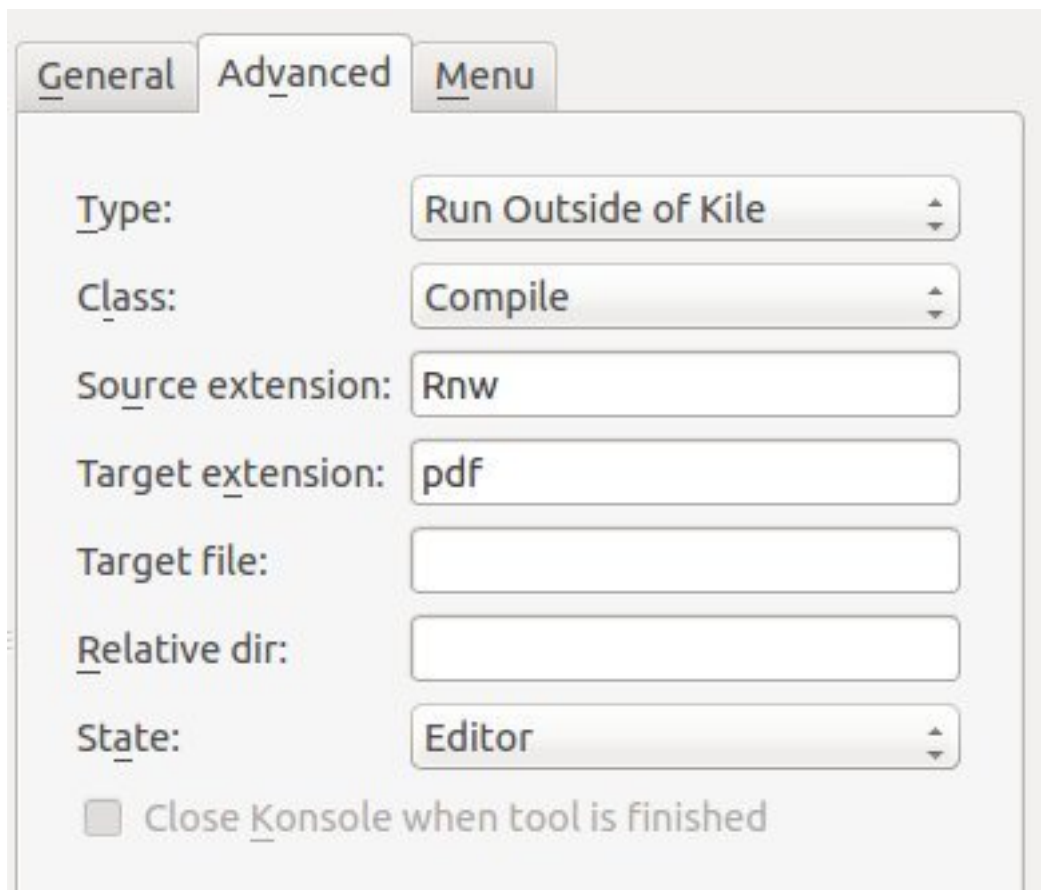 General Advanced Menu
Type: Run Outside of Kile
Class: Compile
Source extension: Rnw
Target extension: pdf
Target file:
Relative dir:
State: Editor
Close Konsole when tool is finished